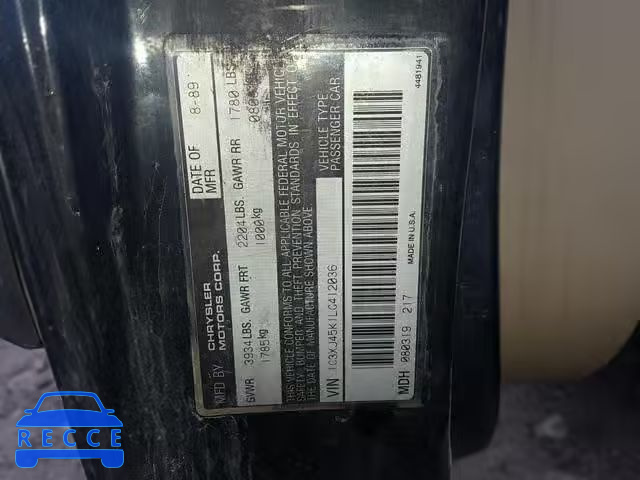 MFD BY CHRYSLER MOTORS CORP. DATE OF MFR 8-89
GVWR 3934 LBS. GAWR FRT 2204 LBS. GAWR RR 1780 LBS
1785kg 1000kg 080
THIS VEHICLE CONFORMS TO ALL APPLICABLE FEDERAL MOTOR VEHICLE
SAFETY, BUMPER AND THEFT PREVENTION STANDARDS IN EFFECT
DATE OF MANUFACTURE SHOWN ABOVE
VIN 1C3XJ45K1LG412036 VEHICLE TYPE PASSENGER CAR
MDH 080319 217 MADE IN U.S.A. 4481941
RECCE